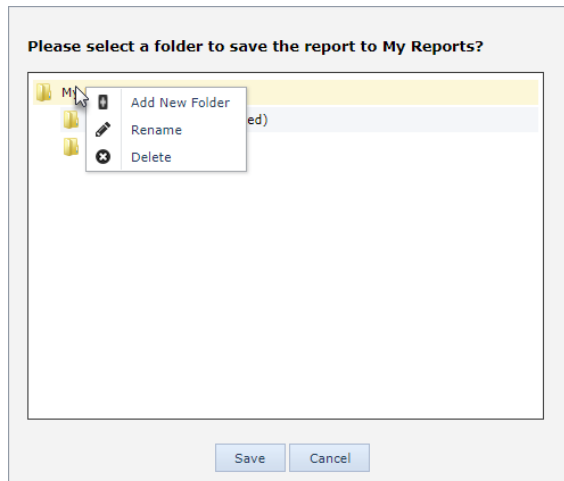 Please select a folder to save the report to My Reports?
My
Add New Folder
ed)
Rename
Delete
Save Cancel